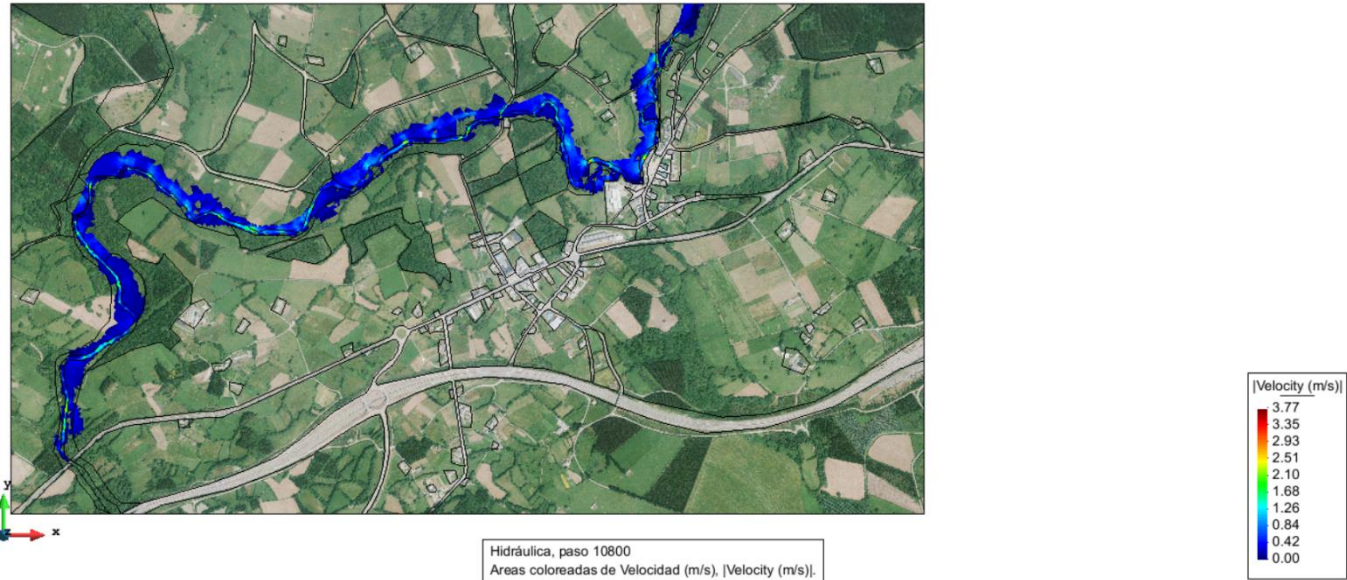 |Velocity (m/s)|
3.77
3.35
2.93
2.51
2.10
1.68
1.26
0.84
0.42
0.00
y
x
Hidráulica, paso 10800
Areas coloreadas de Velocidad (m/s), |Velocity (m/s)|.